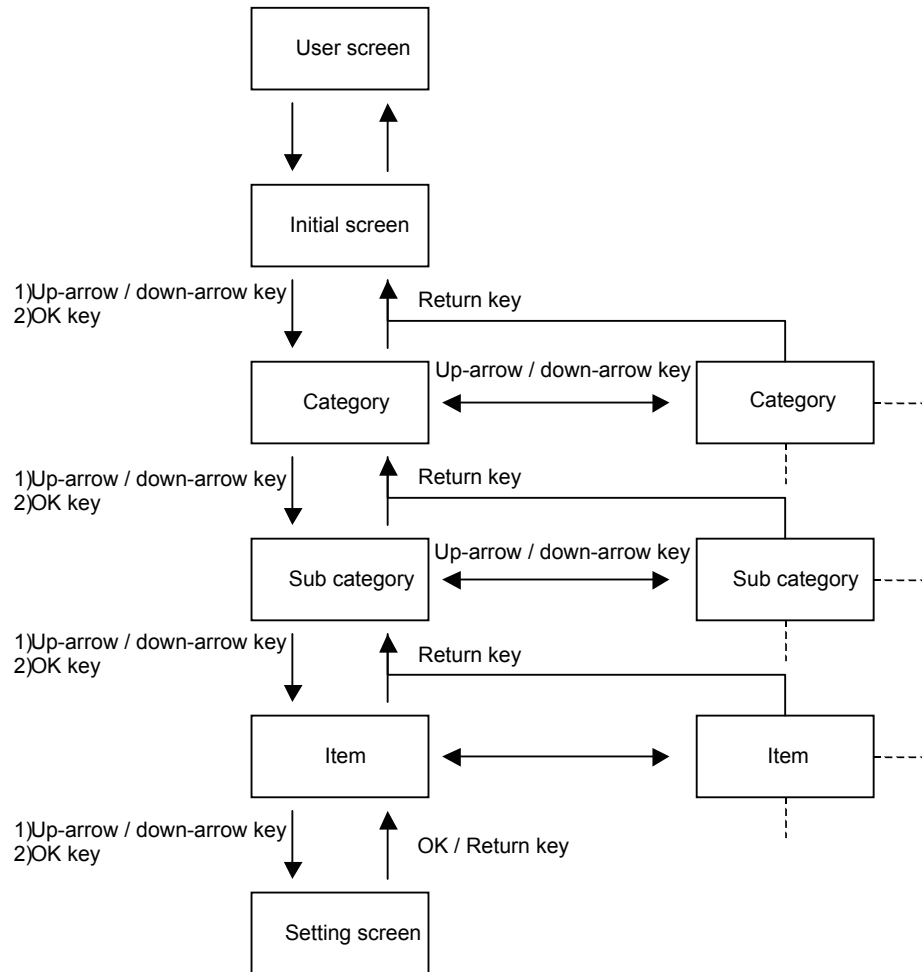 User screen
Initial screen
1)Up-arrow / down-arrow key
2)OK key
Return key
Category
Up-arrow / down-arrow key
Category
1)Up-arrow / down-arrow key
2)OK key
Return key
Sub category
Up-arrow / down-arrow key
Sub category
1)Up-arrow / down-arrow key
2)OK key
Return key
Item
Item
1)Up-arrow / down-arrow key
2)OK key
OK / Return key
Setting screen